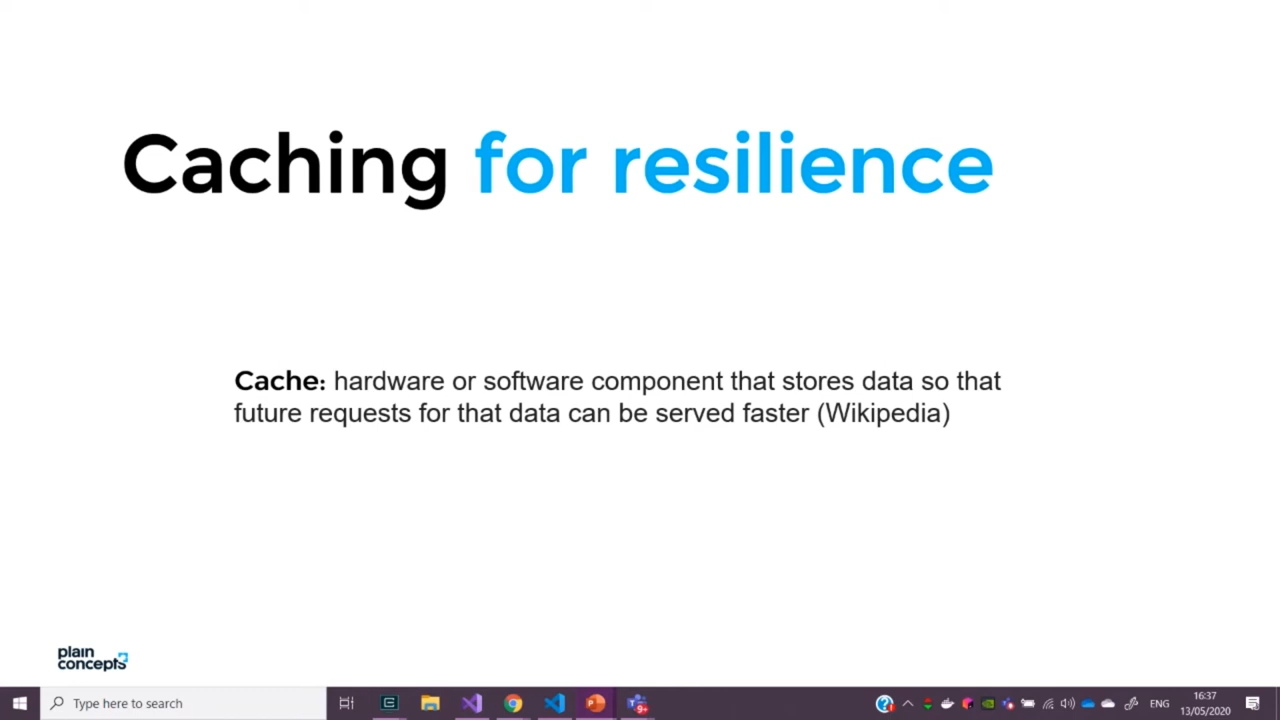 Caching for resilience
Cache: hardware or software component that stores data so that
future requests for that data can be served faster (Wikipedia)
plain
concepts
Type here to search
9+
ENG
16:37
13/05/2020